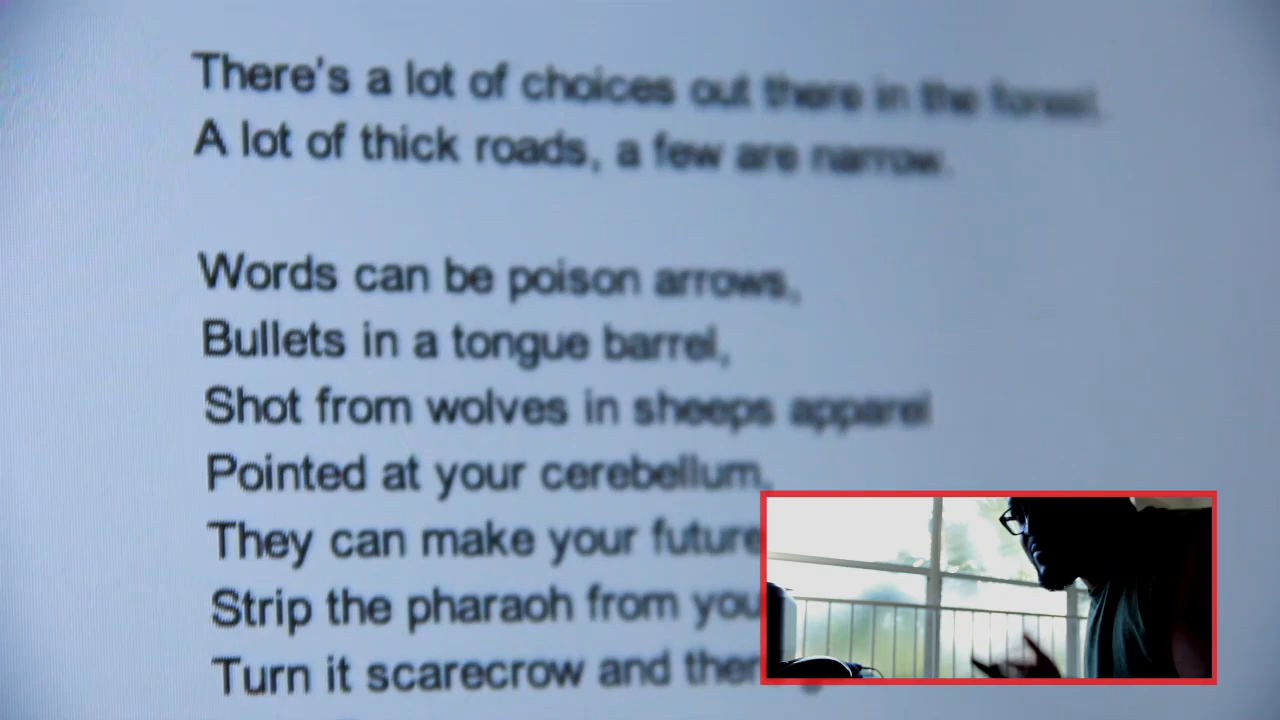 There's a lot of choices out there in the forest.
A lot of thick roads, a few are narrow.
Words can be poison arrows,
Bullets in a tongue barrel,
Shot from wolves in sheeps apparel
Pointed at your cerebellum,
They can make your future
Strip the pharaoh from you
Turn it scarecrow and then